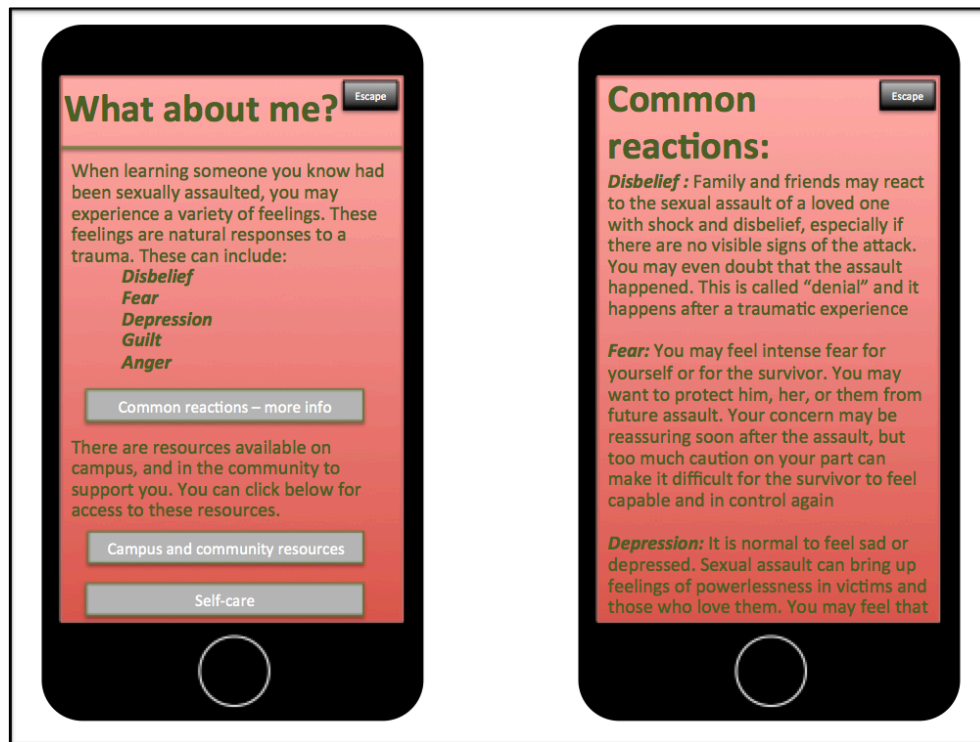 What about me?
Escape
When learning someone you know had
been sexually assaulted, you may
experience a variety of feelings. These
feelings are natural responses to a
trauma. These can include:
Disbelief
Fear
Depression
Guilt
Anger
Common reactions – more info
There are resources available on
campus, and in the community to
support you. You can click below for
access to these resources.
Campus and community resources
Self-care
Common
Escape
reactions:
Disbelief : Family and friends may react
to the sexual assault of a loved one
with shock and disbelief, especially if
there are no visible signs of the attack.
You may even doubt that the assault
happened. This is called “denial” and it
happens after a traumatic experience
Fear: You may feel intense fear for
yourself or for the survivor. You may
want to protect him, her, or them from
future assault. Your concern may be
reassuring soon after the assault, but
too much caution on your part can
make it difficult for the survivor to feel
capable and in control again
Depression: It is normal to feel sad or
depressed. Sexual assault can bring up
feelings of powerlessness in victims and
those who love them. You may feel that